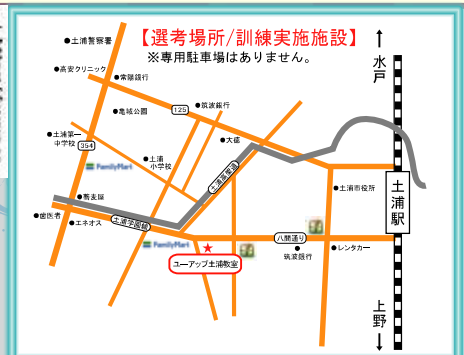 【選考場所/訓練実施施設】
※専用駐車場はありません。
土浦警察署
高安クリニック
常陽銀行
亀城公園
125
筑波銀行
水戸
土浦第一
中学校
354
土浦
小学校
大徳
FamilyMart
土浦市役所
土浦駅
蕎麦屋
歯医者
エネオス
土浦学園線
FamilyMart
八間通り
筑波銀行
レンタカー
ユーアップ土浦教室
上野